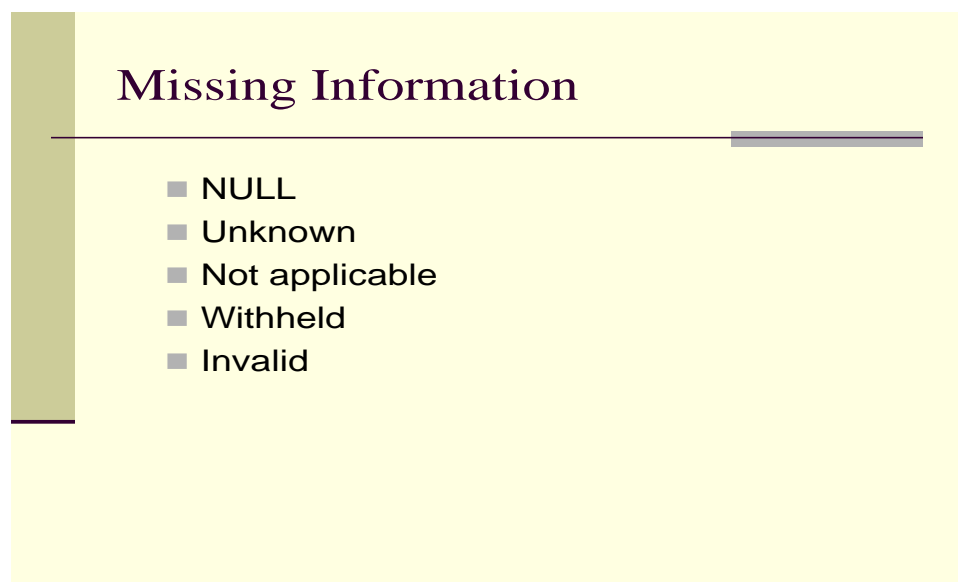 Missing Information
NULL
Unknown
Not applicable
Withheld
Invalid